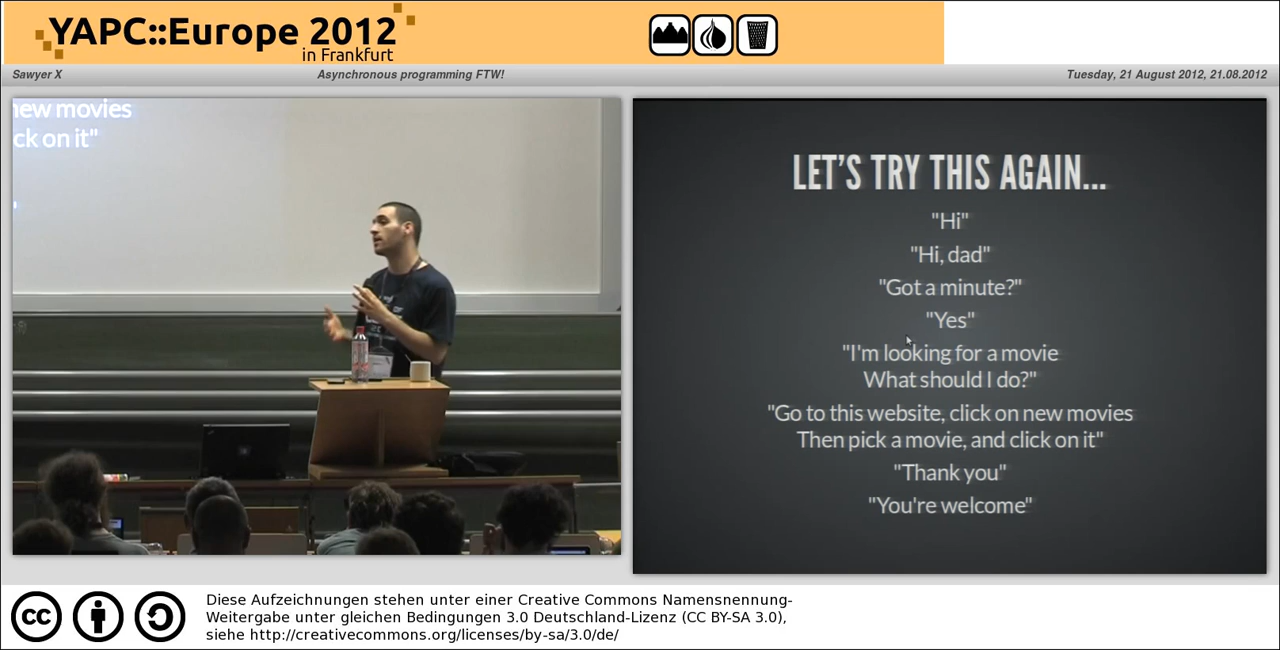 YAPC::Europe 2012
in Frankfurt
Sawyer X
Asynchronous programming FTW!
Tuesday, 21 August 2012, 21.08.2012
new movies
ck on it"
LET'S TRY THIS AGAIN...
"Hi"
"Hi, dad"
"Got a minute?"
"Yes"
"I'm looking for a movie
What should I do?"
"Go to this website, click on new movies
Then pick a movie, and click on it"
"Thank you"
"You're welcome"
cc
Diese Aufzeichnungen stehen unter einer Creative Commons Namensnennung-
Weitergabe unter gleichen Bedingungen 3.0 Deutschland-Lizenz (CC BY-SA 3.0),
siehe http://creativecommons.org/licenses/by-sa/3.0/de/